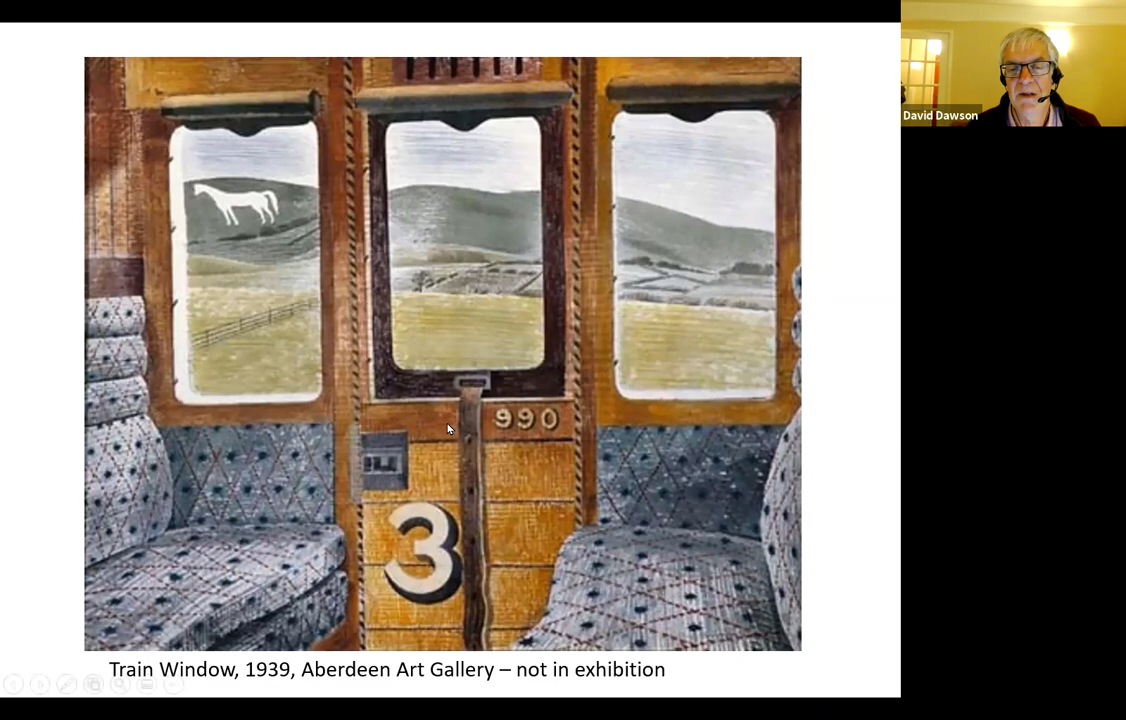 990
3
Train Window, 1939, Aberdeen Art Gallery – not in exhibition
David Dawson